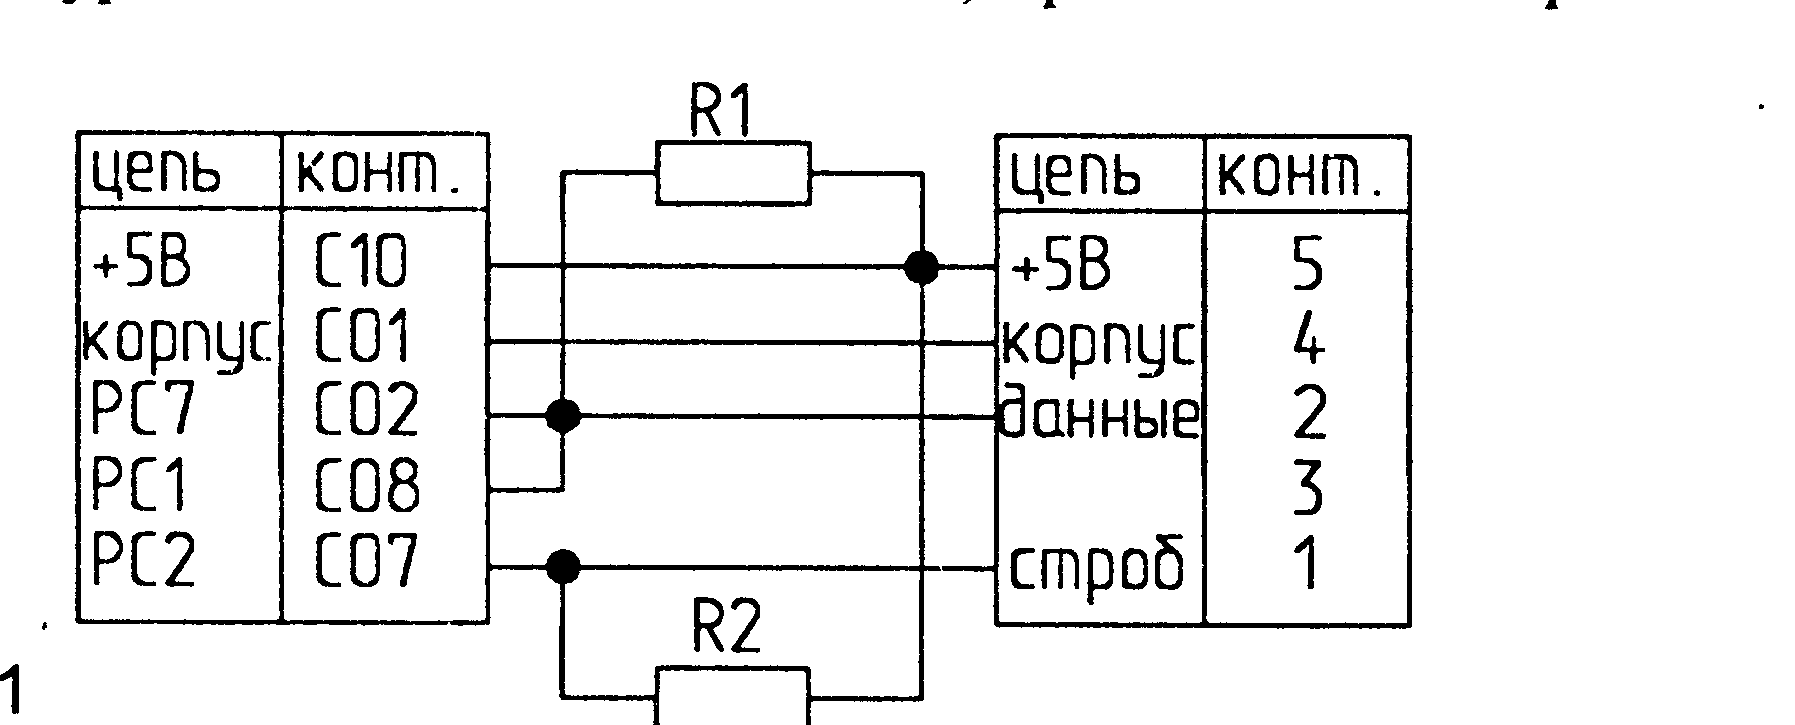 R1
цепь конт. цепь конт.
+5В С10 +5В 5
корпус С01 корпус 4
РС7 С02 данные 2
РС1 С08 3
РС2 С07 строб 1
R2
1